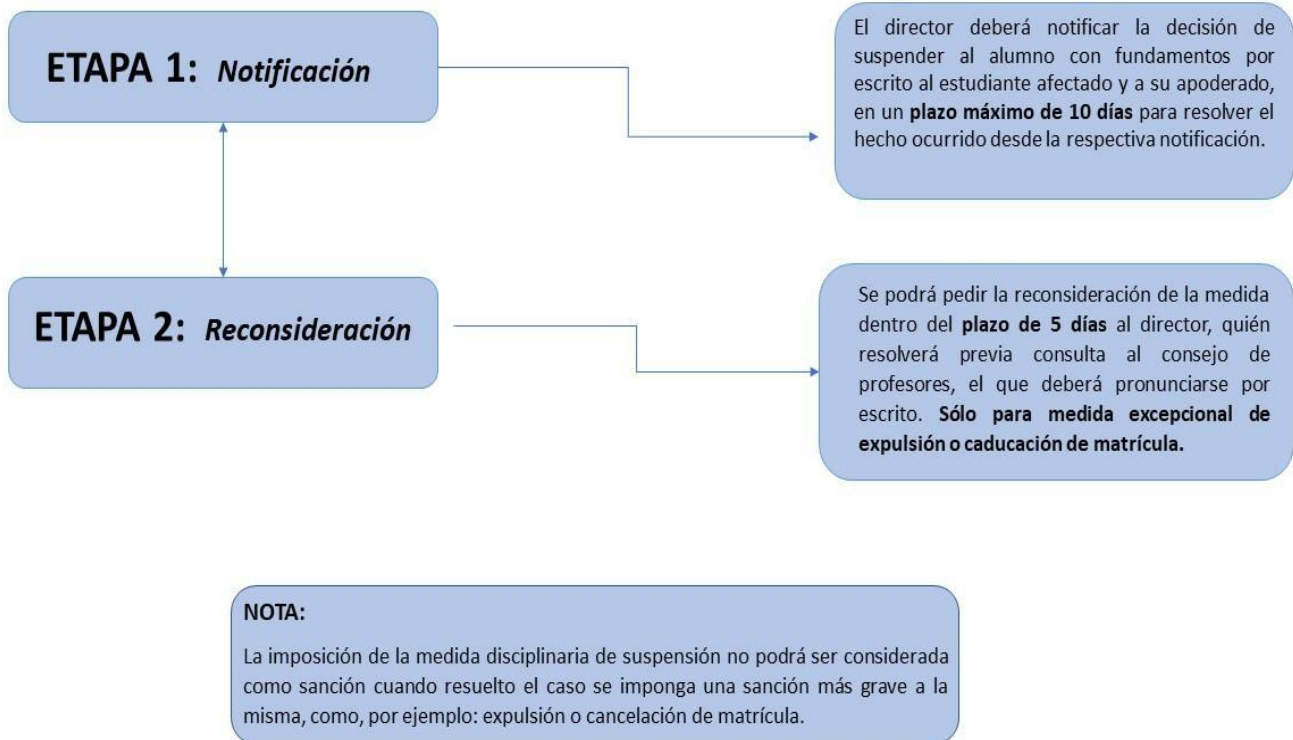 ETAPA 1: Notificación
El director deberá notificar la decisión de
suspender al alumno con fundamentos por
escrito al estudiante afectado y a su apoderado,
en un plazo máximo de 10 días para resolver el
hecho ocurrido desde la respectiva notificación.
ETAPA 2: Reconsideración
Se podrá pedir la reconsideración de la medida
dentro del plazo de 5 días al director, quién
resolverá previa consulta al consejo de
profesores, el que deberá pronunciarse por
escrito. Sólo para medida excepcional de
expulsión o caducación de matrícula.
NOTA:
La imposición de la medida disciplinaria de suspensión no podrá ser considerada
como sanción cuando resuelto el caso se imponga una sanción más grave a la
misma, como, por ejemplo: expulsión o cancelación de matrícula.